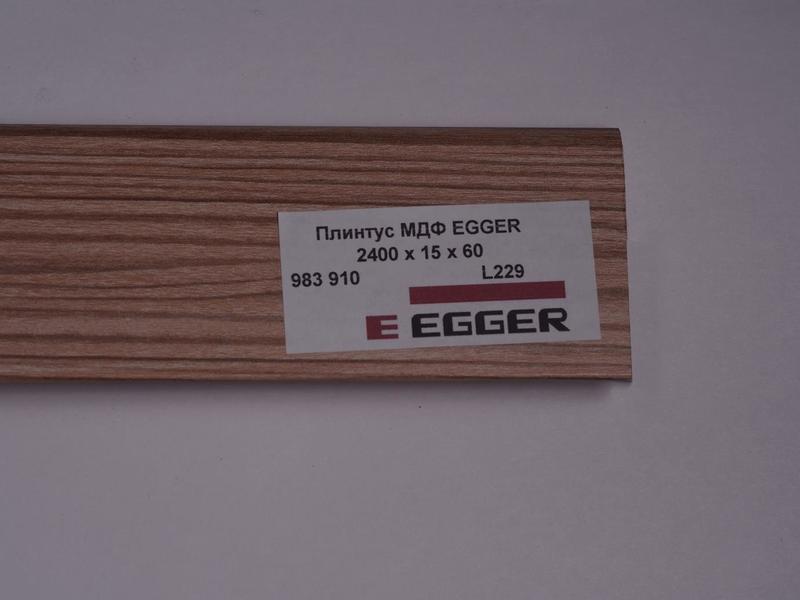 Плинтус МДФ EGGER
2400 x 15 x 60
983 910 L229
E EGGER